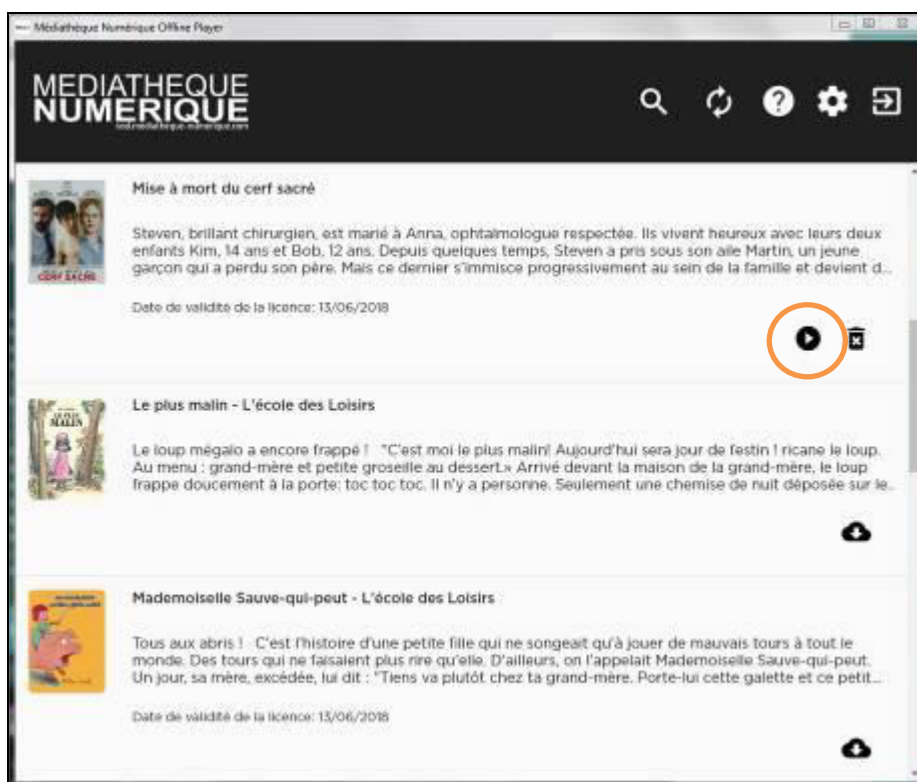 Médiathèque Numérique Offline Player
MEDIATHEQUE
NUMERIQUE
vod.mediatheque-numerique.com
Mise à mort du cerf sacré
Steven, brillant chirurgien, est marié à Anna, ophtalmologue respectée. Ils vivent heureux avec leurs deux
enfants Kim, 14 ans et Bob, 12 ans. Depuis quelques temps, Steven a pris sous son aile Martin, un jeune
garçon qui a perdu son père. Mais ce dernier s'immisce progressivement au sein de la famille et devient d...
CERF SACRÉ
Date de validité de la licence: 13/06/2018
Le plus malin - L'école des Loisirs
LE PLUS
MALIN
Le loup mégalo a encore frappé ! "C'est moi le plus malin! Aujourd'hui sera jour de festin ! ricane le loup.
Au menu : grand-mère et petite groseille au dessert.» Arrivé devant la maison de la grand-mère, le loup
frappe doucement à la porte: toc toc toc. Il n'y a personne. Seulement une chemise de nuit déposée sur le...
Mademoiselle Sauve-qui-peut - L'école des Loisirs
Tous aux abris ! C'est l'histoire d'une petite fille qui ne songeait qu'à jouer de mauvais tours à tout le
monde. Des tours qui ne faisaient plus rire qu'elle. D'ailleurs, on l'appelait Mademoiselle Sauve-qui-peut.
Un jour, sa mère, excédée, lui dit : "Tiens va plutôt chez ta grand-mère. Porte-lui cette galette et ce petit...
Date de validité de la licence: 13/06/2018